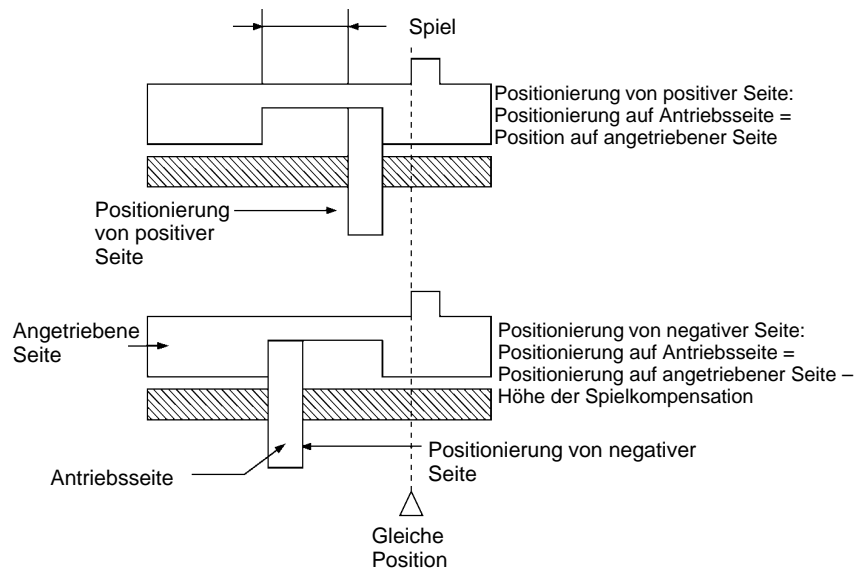 Spiel
Positionierung von positiver Seite:
Positionierung auf Antriebsseite =
Position auf angetriebener Seite
Positionierung
von positiver
Seite
Angetriebene
Seite
Positionierung von negativer Seite:
Positionierung auf Antriebsseite =
Positionierung auf angetriebener Seite –
Höhe der Spielkompensation
Positionierung von negativer
Seite
Antriebsseite
Gleiche
Position